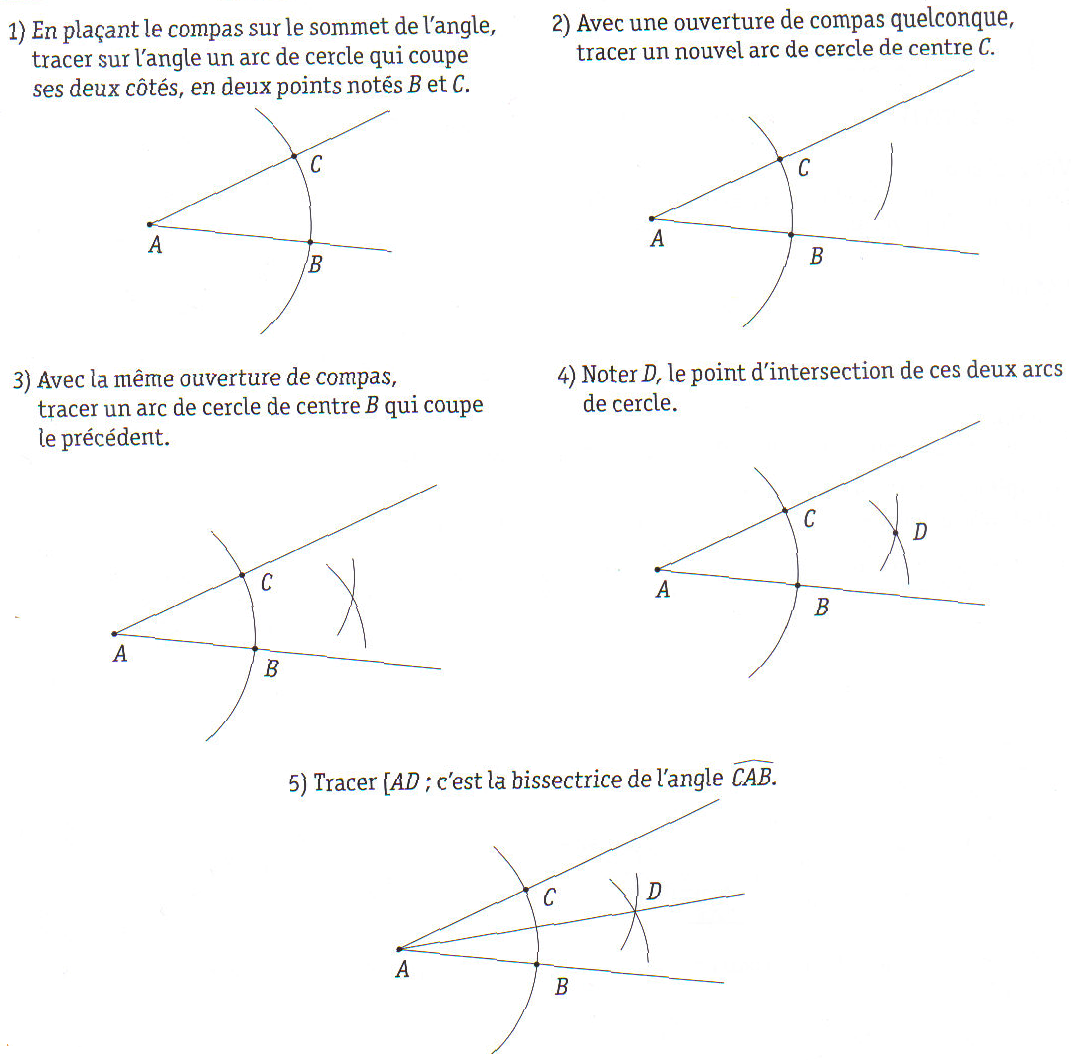 1) En plaçant le compas sur le sommet de l'angle,
tracer sur l'angle un arc de cercle qui coupe
ses deux côtés, en deux points notés B et C.
C
A
B
2) Avec une ouverture de compas quelconque,
tracer un nouvel arc de cercle de centre C.
C
A
B
3) Avec la même ouverture de compas,
tracer un arc de cercle de centre B qui coupe
le précédent.
C
A
B
4) Noter D, le point d'intersection de ces deux arcs
de cercle.
C
D
A
B
5) Tracer [AD ; c'est la bissectrice de l'angle \widehat{CAB}.
C
D
A
B